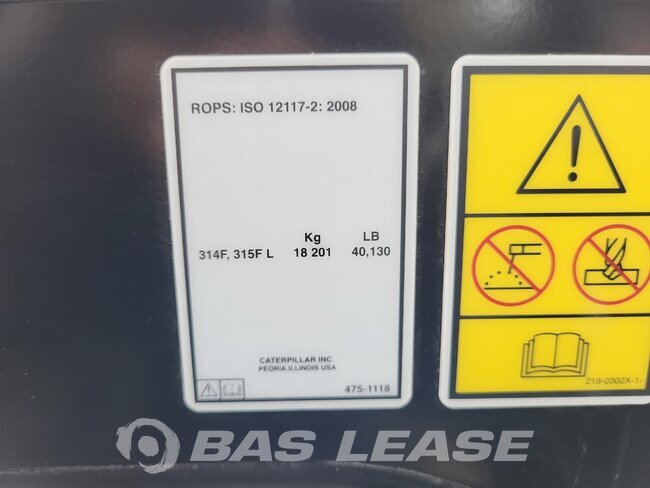 ROPS: ISO 12117-2: 2008
Kg LB
314F, 315F L 18 201 40,130
CATERPILLAR INC
PEORIA.ILLINOIS USA
475-1118
219-0302X-1-
BAS LEASE